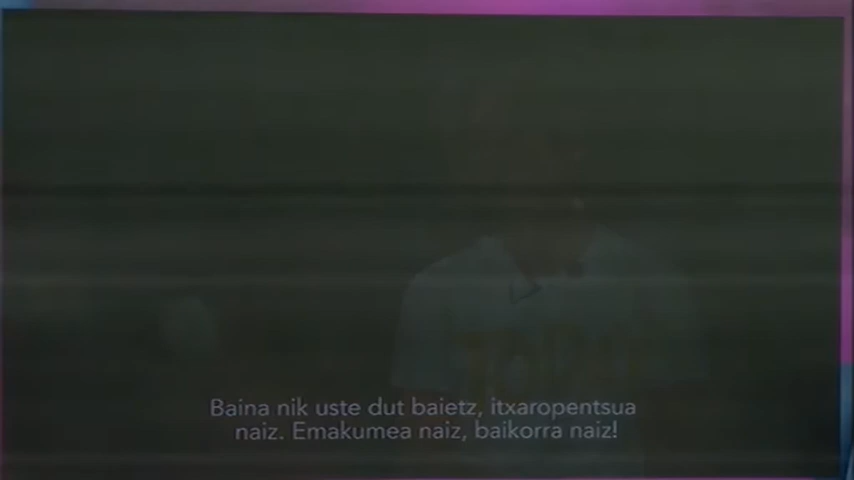 Baina nik uste dut baietz, itxaropentsua
naiz. Emakumea naiz, baikorra naiz!